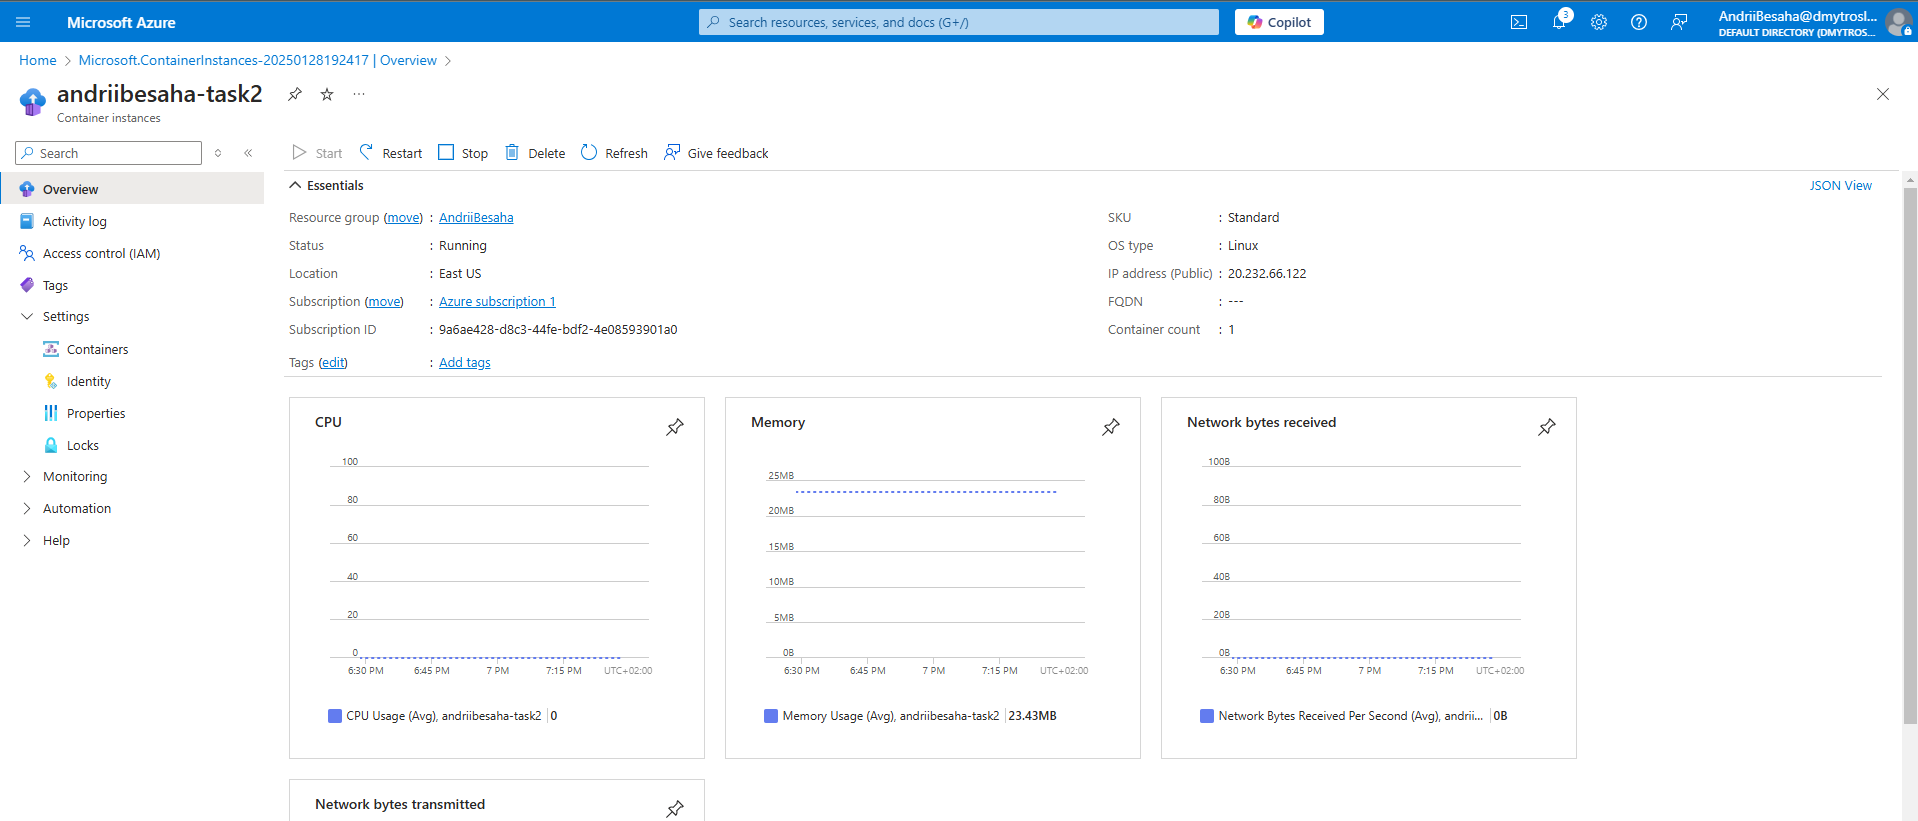 Microsoft Azure
Search resources, services, and docs (G+/)
Copilot
3
AndriiBesaha@dmytrosl...
DEFAULT DIRECTORY (DMYTROS...
Home > Microsoft.ContainerInstances-20250128192417 | Overview >
andriibesaha-task2
...
Container instances
Search
Start
Restart
Stop
Delete
Refresh
Give feedback
Overview
Activity log
Access control (IAM)
Tags
Settings
Containers
Identity
Properties
Locks
Monitoring
Automation
Help
Essentials
JSON View
Resource group (move) : AndriiBesaha
Status : Running
Location : East US
Subscription (move) : Azure subscription 1
Subscription ID : 9a6ae428-d8c3-44fe-bdf2-4e08593901a0
Tags (edit) : Add tags
SKU : Standard
OS type : Linux
IP address (Public) : 20.232.66.122
FQDN : ---
Container count : 1
CPU
100
80
60
40
20
0
6:30 PM 6:45 PM 7 PM 7:15 PM UTC+02:00
CPU Usage (Avg), andriibesaha-task2 | 0
Memory
25MB
20MB
15MB
10MB
5MB
0B
6:30 PM 6:45 PM 7 PM 7:15 PM UTC+02:00
Memory Usage (Avg), andriibesaha-task2 | 23.43MB
Network bytes received
100B
80B
60B
40B
20B
0B
6:30 PM 6:45 PM 7 PM 7:15 PM UTC+02:00
Network Bytes Received Per Second (Avg), andrii... | 0B
Network bytes transmitted